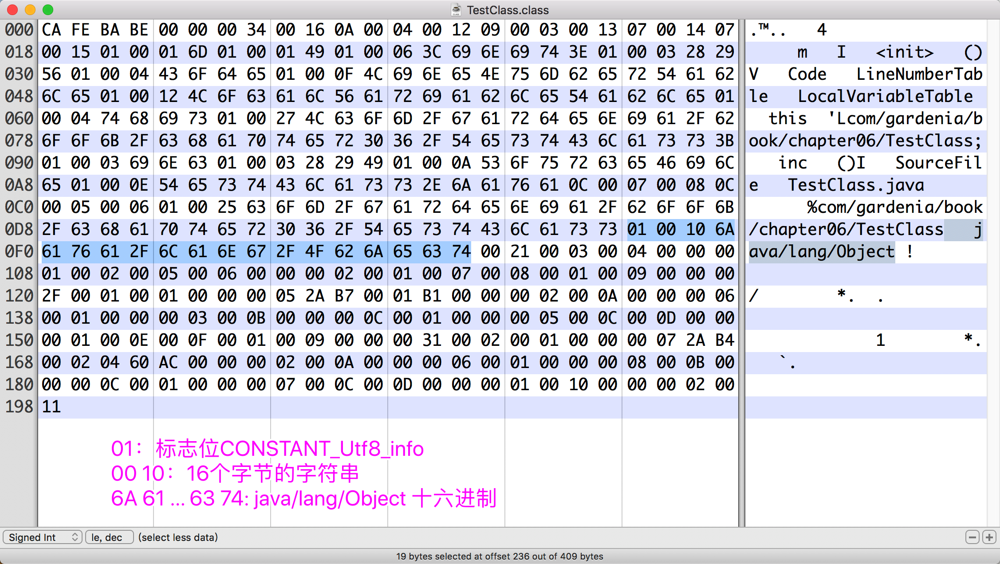 TestClass.class
000 CA FE BA BE 00 00 00 34 00 16 0A 00 04 00 12 09 00 03 00 13 07 00 14 07 .™.. 4
018 00 15 01 00 01 6D 01 00 01 49 01 00 06 3C 69 6E 69 74 3E 01 00 03 28 29 m I <init> ()
030 56 01 00 04 43 6F 64 65 01 00 0F 4C 69 6E 65 4E 75 6D 62 65 72 54 61 62 V Code LineNumberTab
048 6C 65 01 00 12 4C 6F 63 61 6C 56 61 72 69 61 62 6C 65 54 61 62 6C 65 01 le LocalVariableTable
060 00 04 74 68 69 73 01 00 27 4C 63 6F 6D 2F 67 61 72 64 65 6E 69 61 2F 62 this 'Lcom/gardenia/b
078 6F 6F 6B 2F 63 68 61 70 74 65 72 30 36 2F 54 65 73 74 43 6C 61 73 73 3B ook/chapter06/TestClass;
090 01 00 03 69 6E 63 01 00 03 28 29 49 01 00 0A 53 6F 75 72 63 65 46 69 6C inc ()I SourceFil
0A8 65 01 00 0E 54 65 73 74 43 6C 61 73 73 2E 6A 61 76 61 0C 00 07 00 08 0C e TestClass.java
0C0 00 05 00 06 01 00 25 63 6F 6D 2F 67 61 72 64 65 6E 69 61 2F 62 6F 6F 6B %com/gardenia/book
0D8 2F 63 68 61 70 74 65 72 30 36 2F 54 65 73 74 43 6C 61 73 73 01 00 10 6A /chapter06/TestClass j
0F0 61 76 61 2F 6C 61 6E 67 2F 4F 62 6A 65 63 74 00 21 00 03 00 04 00 00 00 ava/lang/Object !
108 01 00 02 00 05 00 06 00 00 00 02 00 01 00 07 00 08 00 01 00 09 00 00 00
120 2F 00 01 00 01 00 00 00 05 2A B7 00 01 B1 00 00 00 02 00 0A 00 00 00 06 / *. .
138 00 01 00 00 00 03 00 0B 00 00 00 0C 00 01 00 00 00 05 00 0C 00 0D 00 00
150 00 01 00 0E 00 0F 00 01 00 09 00 00 00 31 00 02 00 01 00 00 00 07 2A B4 1 *.
168 00 02 04 60 AC 00 00 00 02 00 0A 00 00 00 06 00 01 00 00 00 08 00 0B 00 `.
180 00 00 0C 00 01 00 00 00 07 00 0C 00 0D 00 00 00 01 00 10 00 00 00 02 00
198 11
01：标志位CONSTANT_Utf8_info
00 10：16个字节的字符串
6A 61 ... 63 74: java/lang/Object 十六进制
Signed Int le, dec (select less data)
19 bytes selected at offset 236 out of 409 bytes